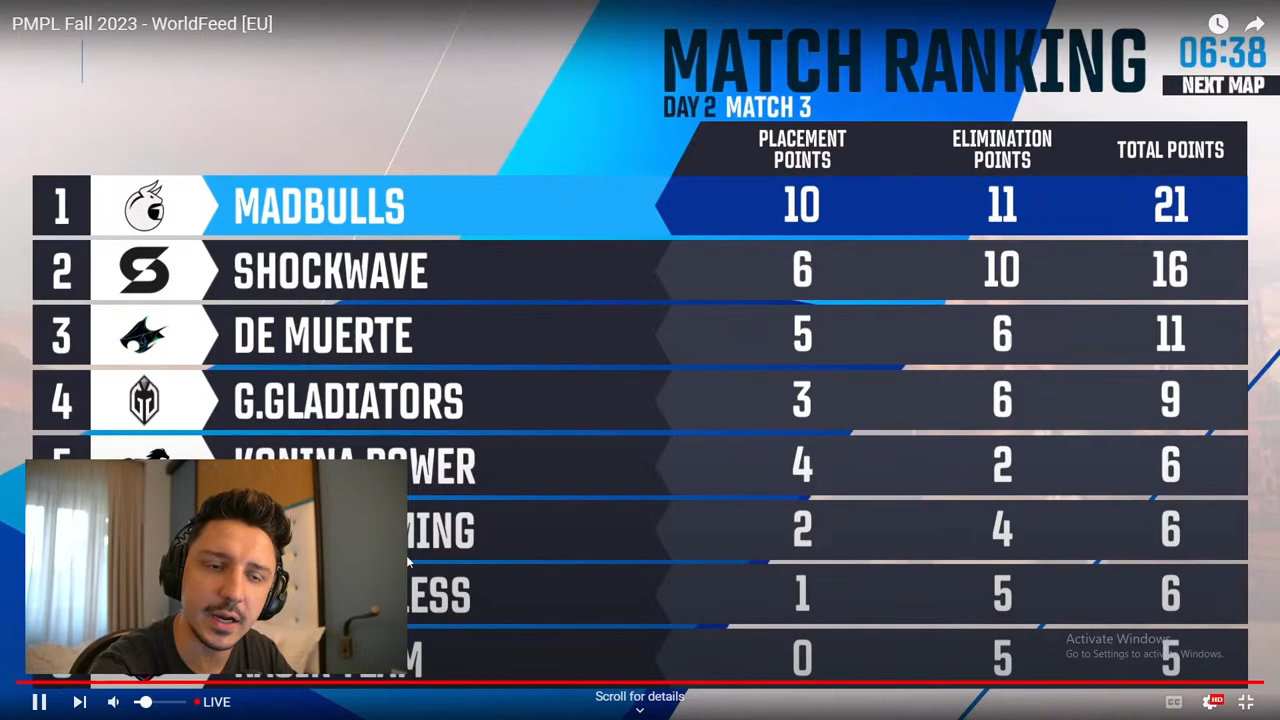 PMPL Fall 2023 - WorldFeed [EU]
MATCH RANKING
06:38
NEXT MAP
DAY 2 MATCH 3
PLACEMENT POINTS ELIMINATION POINTS TOTAL POINTS
1 MADBULLS 10 11 21
2 SHOCKWAVE 6 10 16
3 DE MUERTE 5 6 11
4 G.GLADIATORS 3 6 9
4 2 6
2 4 6
1 5 6
0 5 5
Activate Windows
Go to Settings to activate Windows.
Scroll for details
LIVE
CC
HD